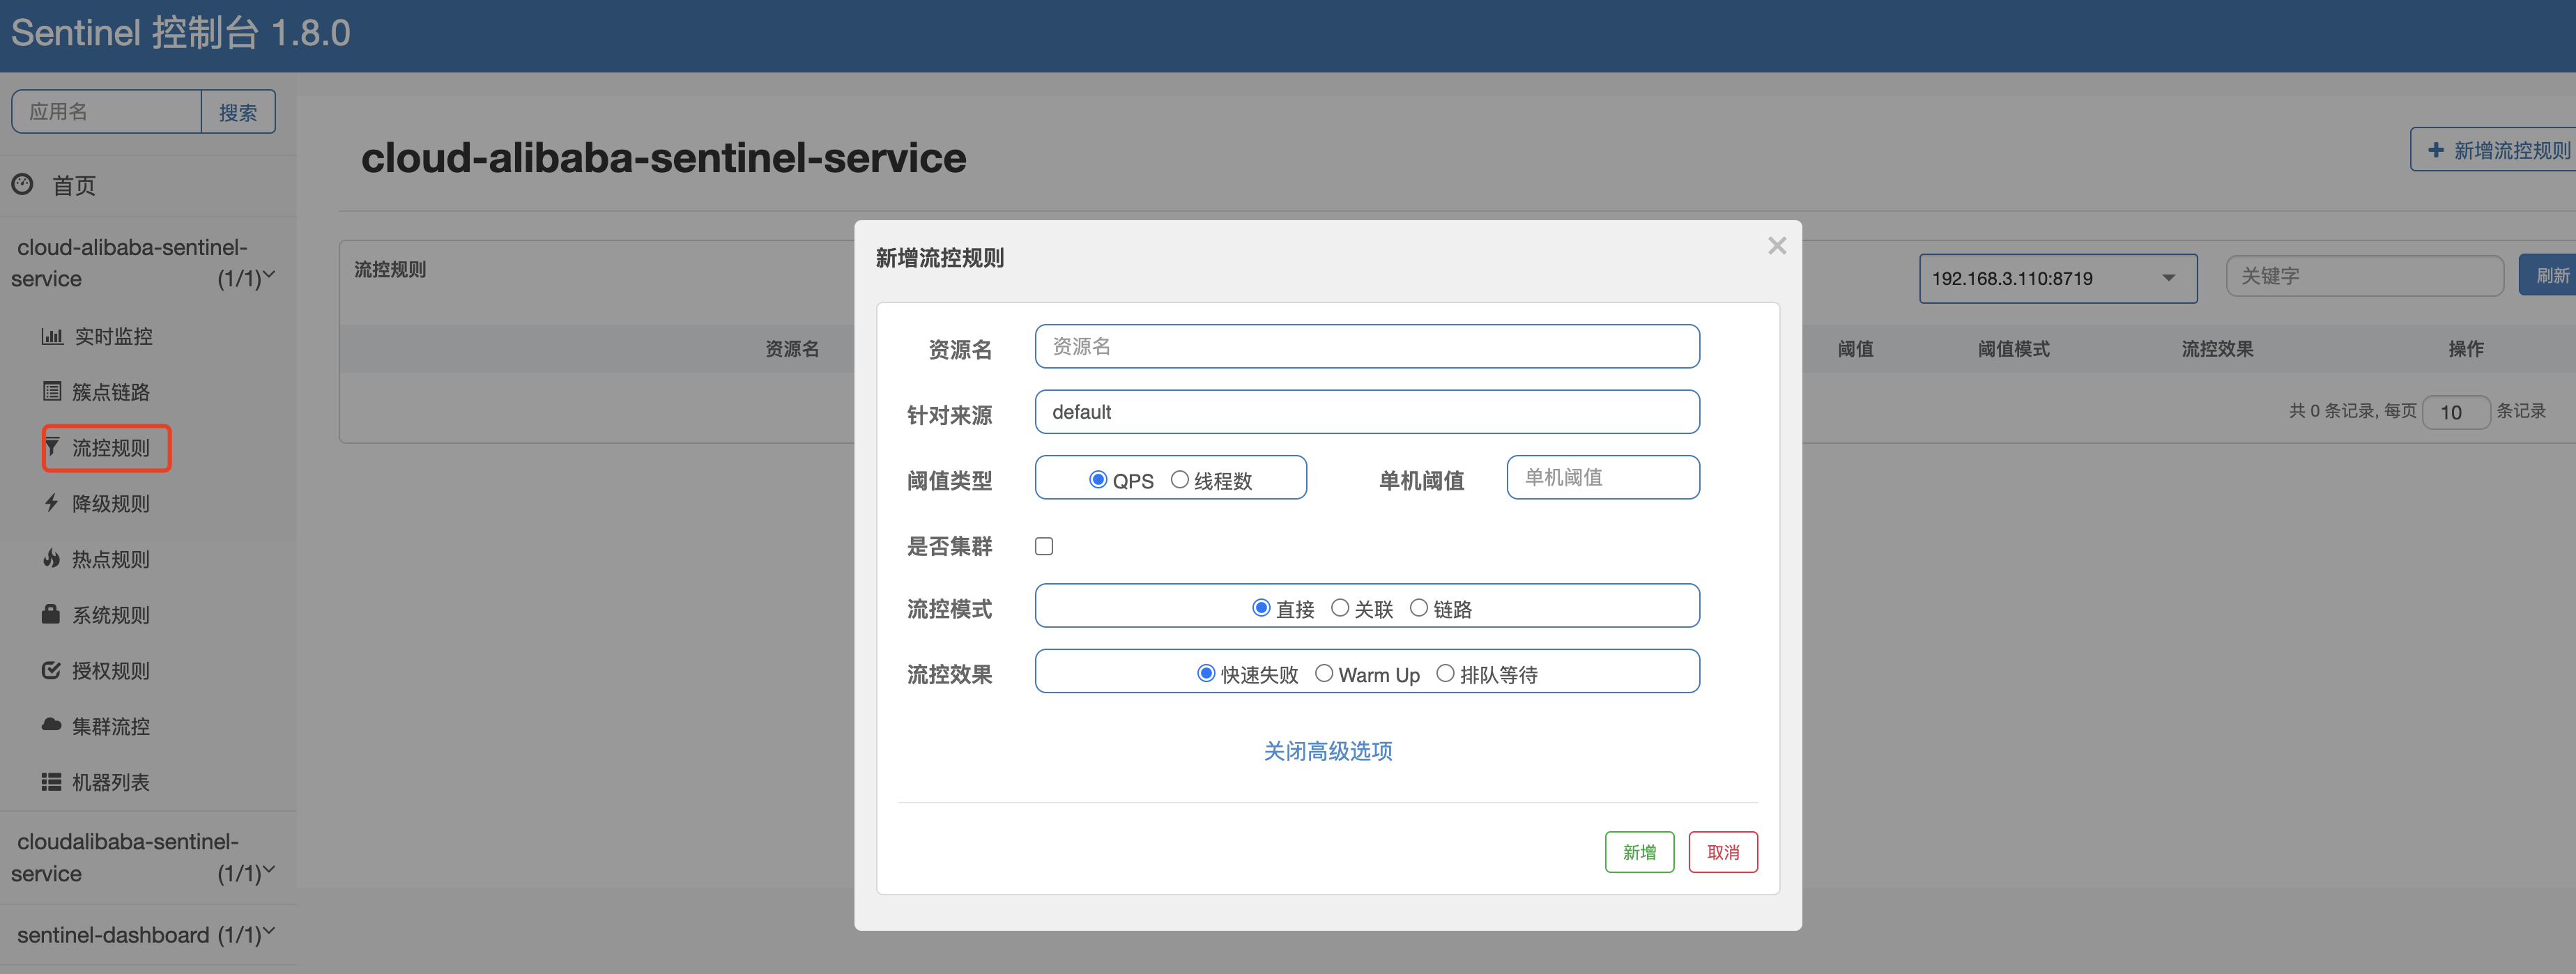 Sentinel 控制台 1.8.0
应用名 搜索
首页
cloud-alibaba-sentinel-
service (1/1)
实时监控
簇点链路
流控规则
降级规则
热点规则
系统规则
授权规则
集群流控
机器列表
cloudalibaba-sentinel-
service (1/1)
sentinel-dashboard (1/1)
cloud-alibaba-sentinel-service
新增流控规则
流控规则
192.168.3.110:8719 关键字 刷新
资源名 阈值 阈值模式 流控效果 操作
共 0 条记录, 每页 10 条记录
新增流控规则
资源名 资源名
针对来源 default
阈值类型 QPS 线程数 单机阈值 单机阈值
是否集群
流控模式 直接 关联 链路
流控效果 快速失败 Warm Up 排队等待
关闭高级选项
新增 取消